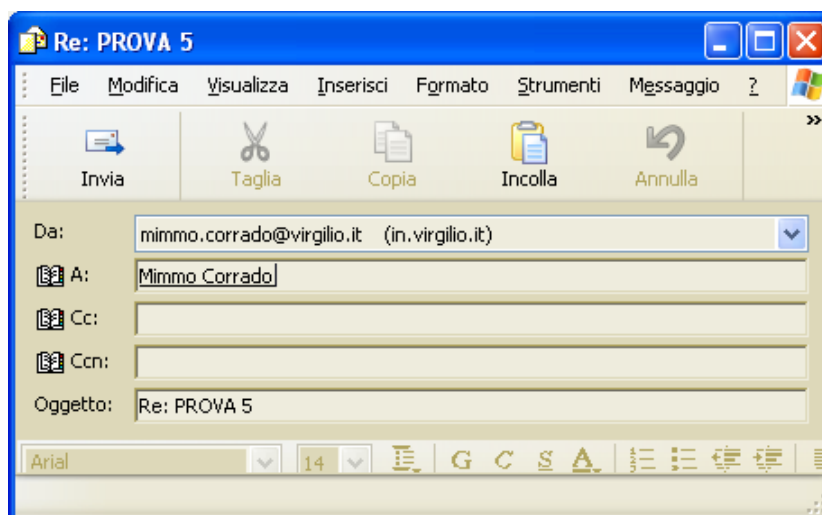 Re: PROVA 5
File Modifica Visualizza Inserisci Formato Strumenti Messaggio ?
»
Invia Taglia Copia Incolla Annulla
Da: mimmo.corrado@virgilio.it (in.virgilio.it)
A: Mimmo Corrado
Cc:
Ccn:
Oggetto: Re: PROVA 5
Arial 14 G C S A